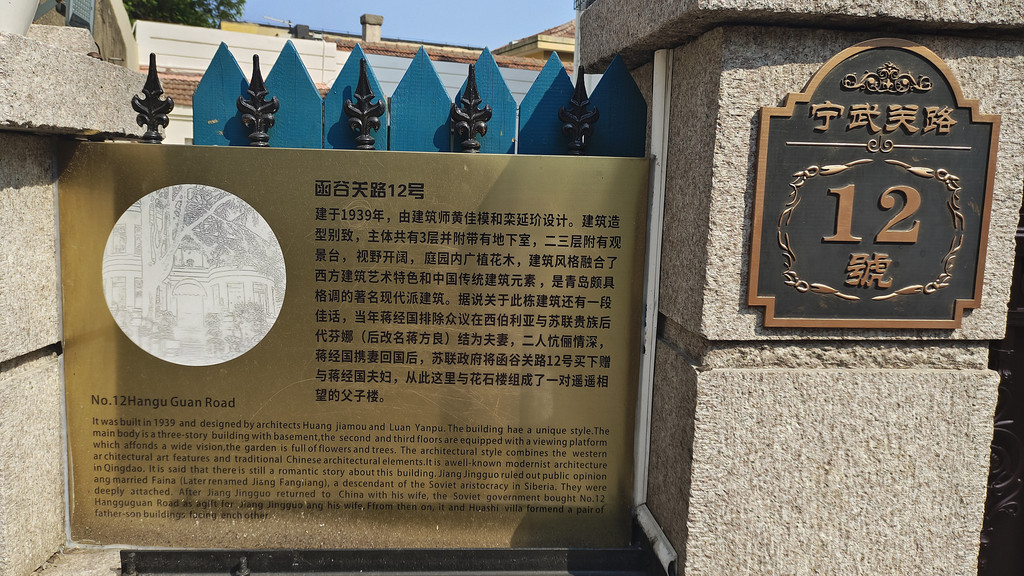 函谷关路12号
建于1939年，由建筑师黄佳模和栾延玠设计。建筑造
型别致，主体共有3层并附带有地下室，二三层附有观
景台，视野开阔，庭园内广植花木，建筑风格融合了
西方建筑艺术特色和中国传统建筑元素，是青岛颇具
格调的著名现代派建筑。据说关于此栋建筑还有一段
佳话，当年蒋经国排除众议在西伯利亚与苏联贵族后
代芬娜（后改名蒋方良）结为夫妻，二人伉俪情深，
蒋经国携妻回国后，苏联政府将函谷关路12号买下赠
与蒋经国夫妇，从此这里与花石楼组成了一对遥遥相
望的父子楼。
No.12Hangu Guan Road
It was built in 1939 and designed by architects Huang jiamou and Luan Yanpu. The building hae a unique style.The
main body is a three-story building with basement,the second and third floors are equipped with a viewing platform
which affonds a wide vision,the garden is full of flowers and trees. The architectural style combines the western
architectural art features and traditional Chinese architectural elements.It is awell-known modernist architecture
in Qingdao. It is said that there is still a romantic story about this building. Jiang Jingguo ruled out public opinion
ang married Faina (Later renamed Jiang Fangliang), a descendant of the Soviet aristocracy in Siberia. They were
deeply attached. After Jiang Jingguo returned to China with his wife, the Soviet government bought No.12
Hangguguan Road as agift for Jiang Jingguo ang his wife, Ffrom then on, it and Huashi villa formend a pair of
father-son buildings facing each other.
宁武关路
12
號